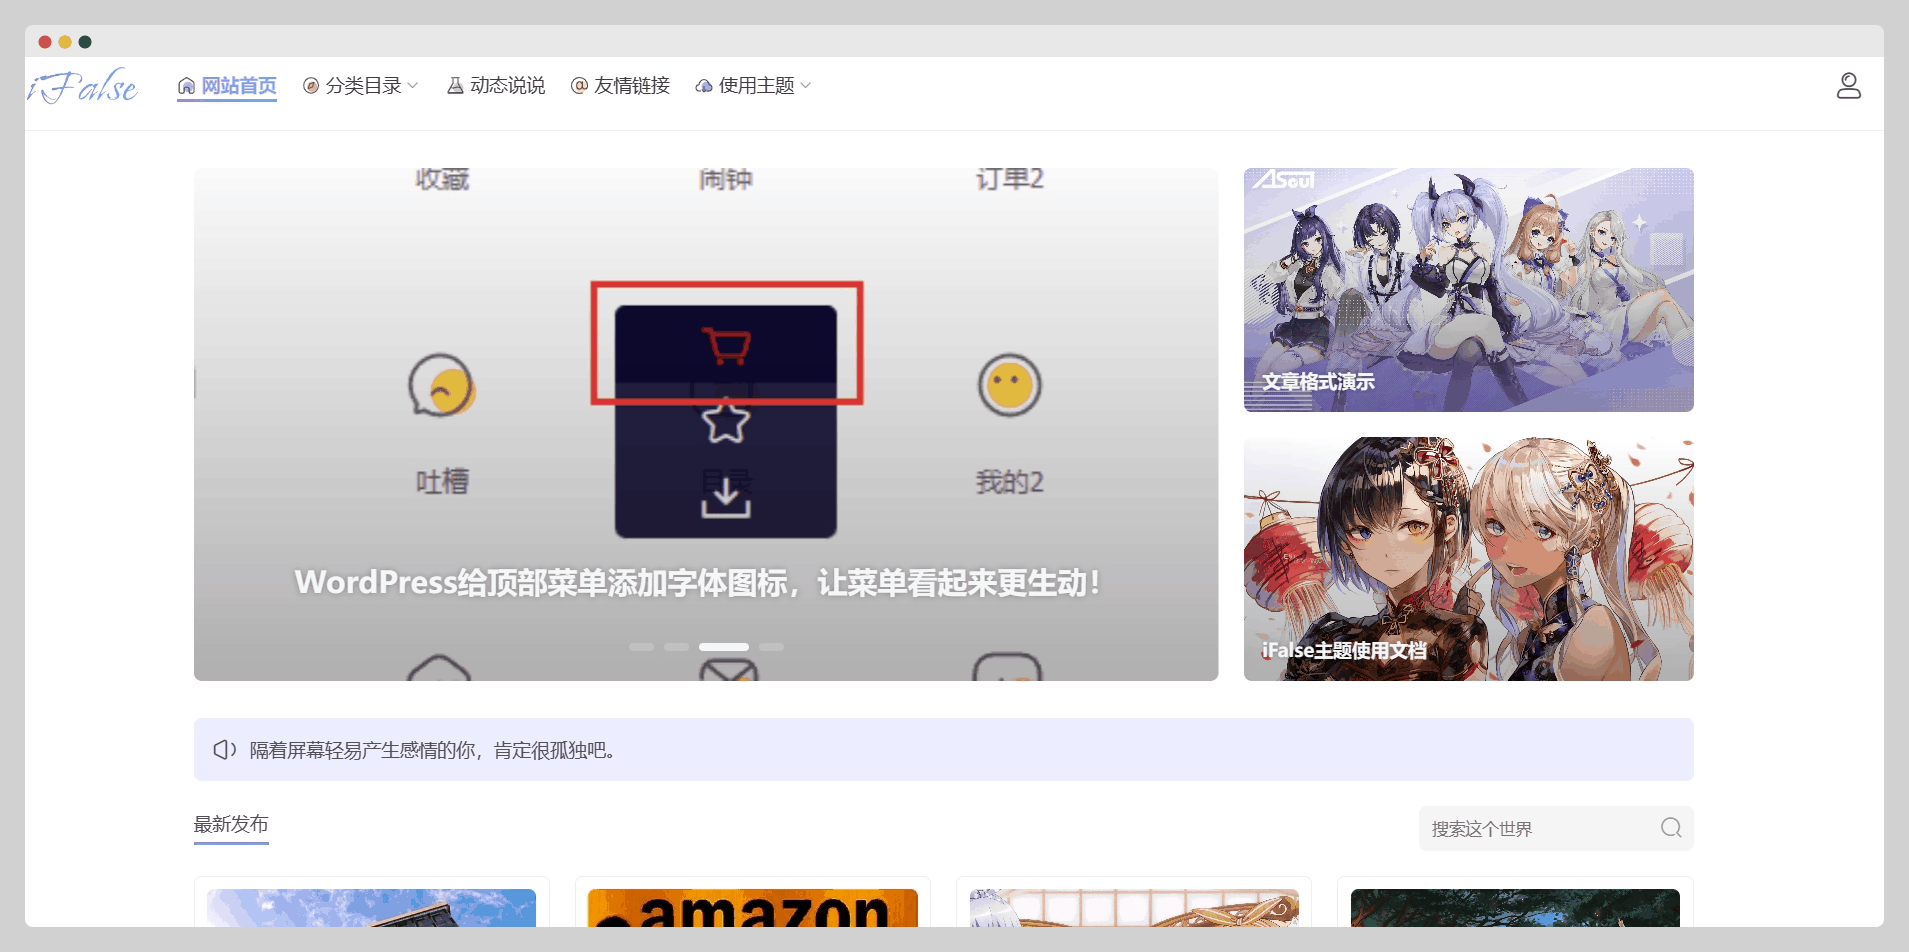 iFalse
网站首页
分类目录
动态说说
友情链接
使用主题
收藏
闹钟
订单2
吐槽
目录
我的2
WordPress给顶部菜单添加字体图标，让菜单看起来更生动！
ASoul
文章格式演示
iFalse主题使用文档
隔着屏幕轻易产生感情的你，肯定很孤独吧。
最新发布
搜索这个世界
amazon